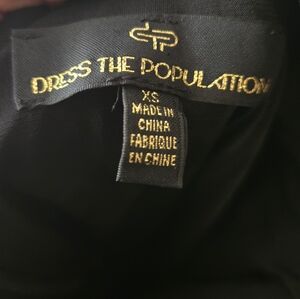 DRESS THE POPULATION
XS
MADE IN
CHINA
FABRIQUE
EN CHINE